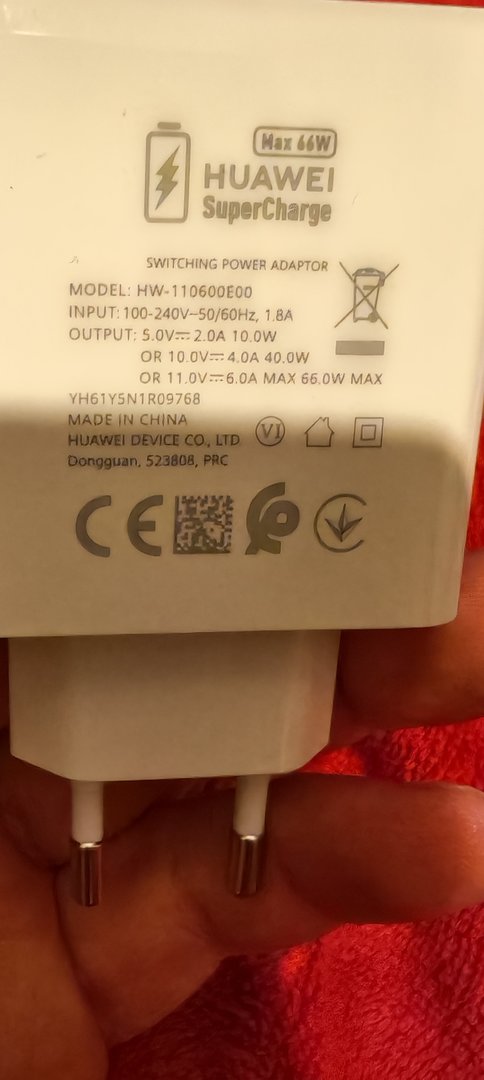 Max 66W
HUAWEI
SuperCharge
SWITCHING POWER ADAPTOR
MODEL: HW-110600E00
INPUT: 100-240V~50/60Hz, 1.8A
OUTPUT: 5.0V⎓2.0A 10.0W
OR 10.0V⎓4.0A 40.0W
OR 11.0V⎓6.0A MAX 66.0W MAX
YH61Y5N1R09768
MADE IN CHINA
HUAWEI DEVICE CO., LTD
Dongguan, 523808, PRC
VI
CE